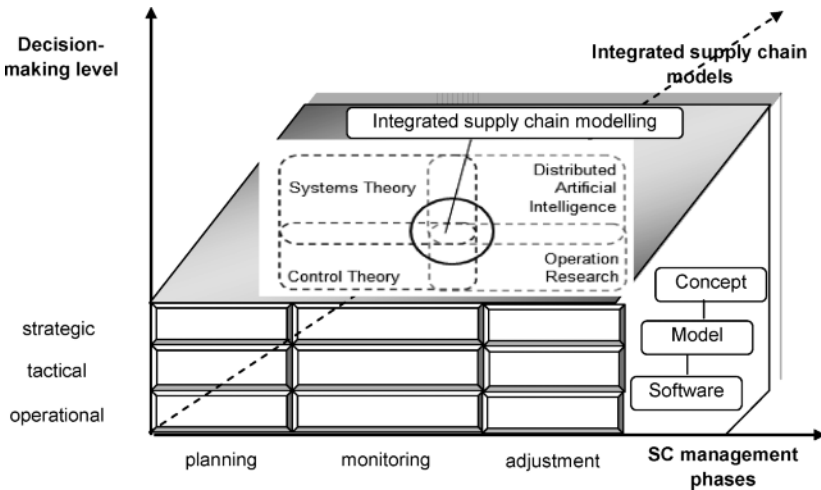 Decision-
making level
Integrated supply chain
models
Integrated supply chain modelling
Systems Theory
Distributed
Artificial
Intelligence
Control Theory
Operation
Research
Concept
Model
Software
strategic
tactical
operational
planning
monitoring
adjustment
SC management
phases